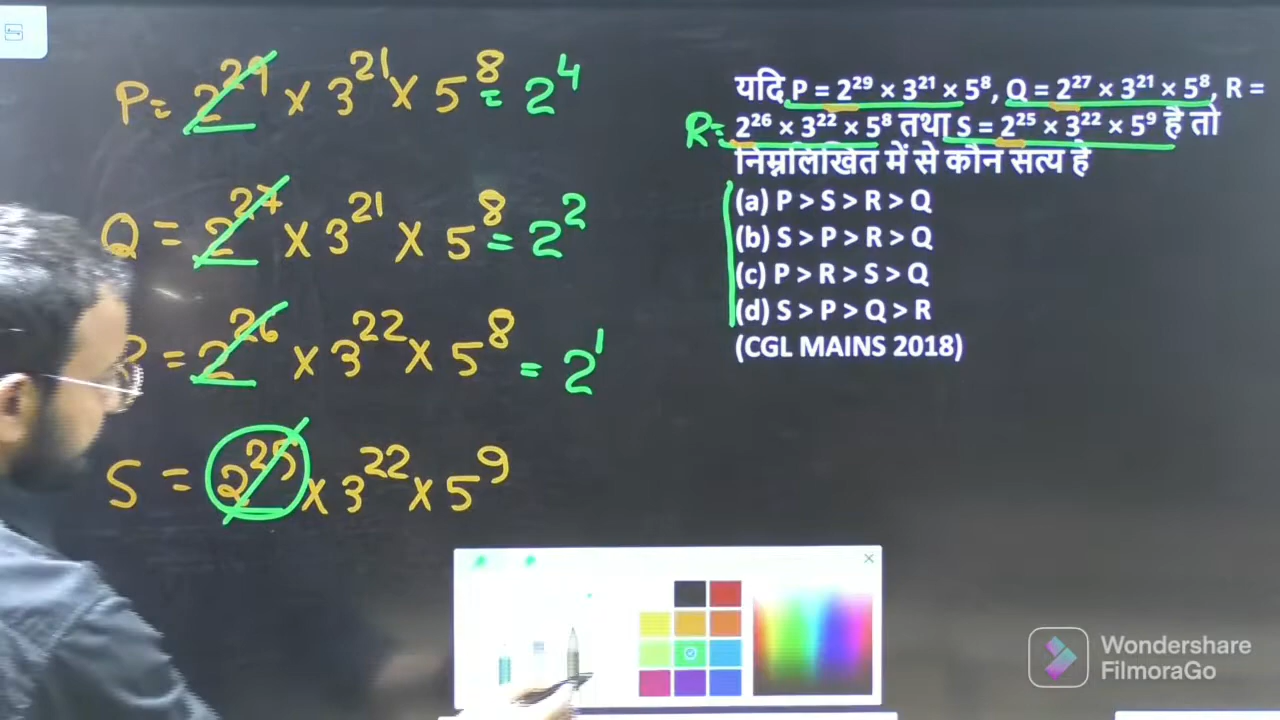 P = 2²⁹ × 3²¹ × 5⁸ = 2⁴
Q = 2²⁷ × 3²¹ × 5⁸ = 2²
R = 2²⁶ × 3²² × 5⁸ = 2¹
S = 2²⁵ × 3²² × 5⁹
यदि P = 2²⁹ × 3²¹ × 5⁸, Q = 2²⁷ × 3²¹ × 5⁸, R =
R = 2²⁶ × 3²² × 5⁸ तथा S = 2²⁵ × 3²² × 5⁹ है तो
निम्नलिखित में से कौन सत्य है
(a) P > S > R > Q
(b) S > P > R > Q
(c) P > R > S > Q
(d) S > P > Q > R
(CGL MAINS 2018)
Wondershare
FilmoraGo